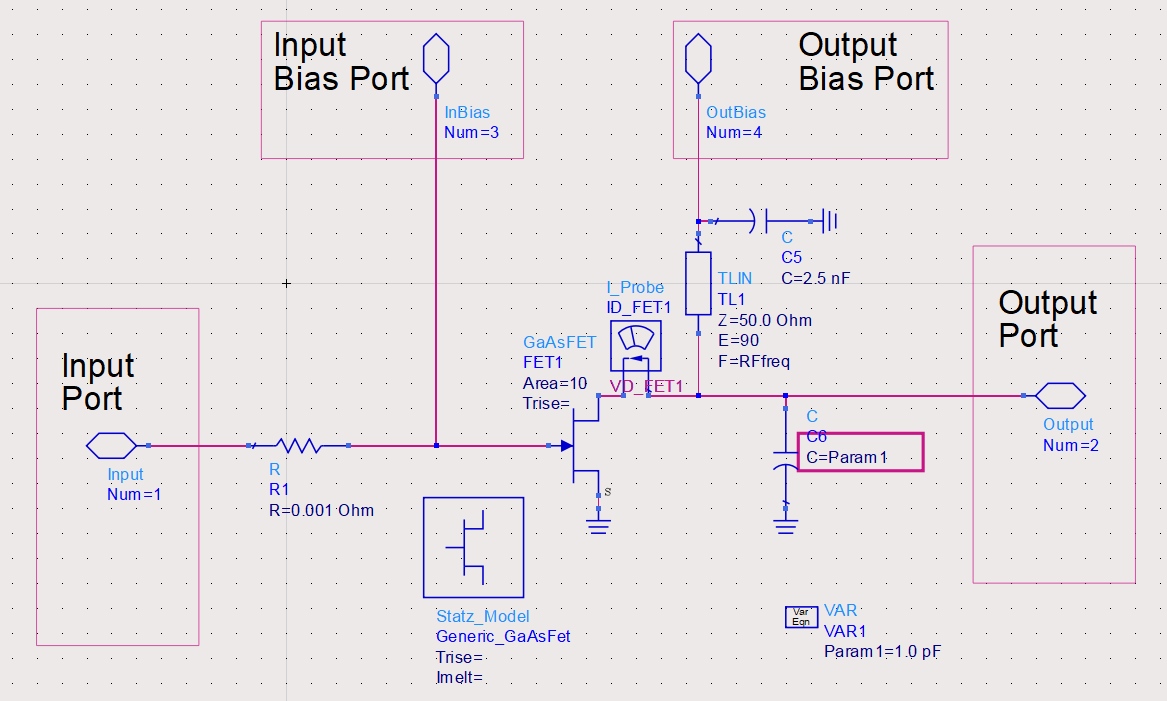 Input
Bias Port
InBias
Num=3
Output
Bias Port
OutBias
Num=4
C
C5
C=2.5 nF
TLIN
TL1
Z=50.0 Ohm
E=90
F=RFfreq
I_Probe
ID_FET1
VD_FET1
GaAsFET
FET1
Area=10
Trise=
S
Input
Port
Input
Num=1
R
R1
R=0.001 Ohm
C
C6
C=Param1
Output
Port
Output
Num=2
Statz_Model
Generic_GaAsFet
Trise=
Imelt=
Var
Eqn
VAR
VAR1
Param1=1.0 pF